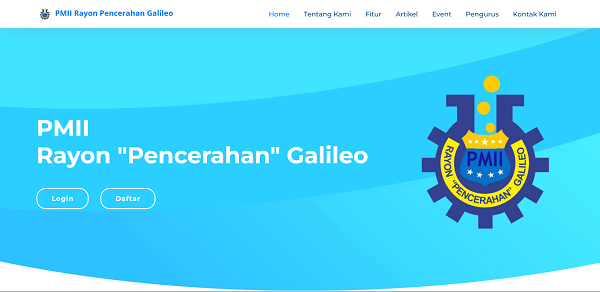 PMII Rayon Pencerahan Galileo
Home Tentang Kami Fitur Artikel Event Pengurus Kontak Kami
PMII
Rayon "Pencerahan" Galileo
Login Daftar
PMII
RAYON "PENCERAHAN" GALILEO